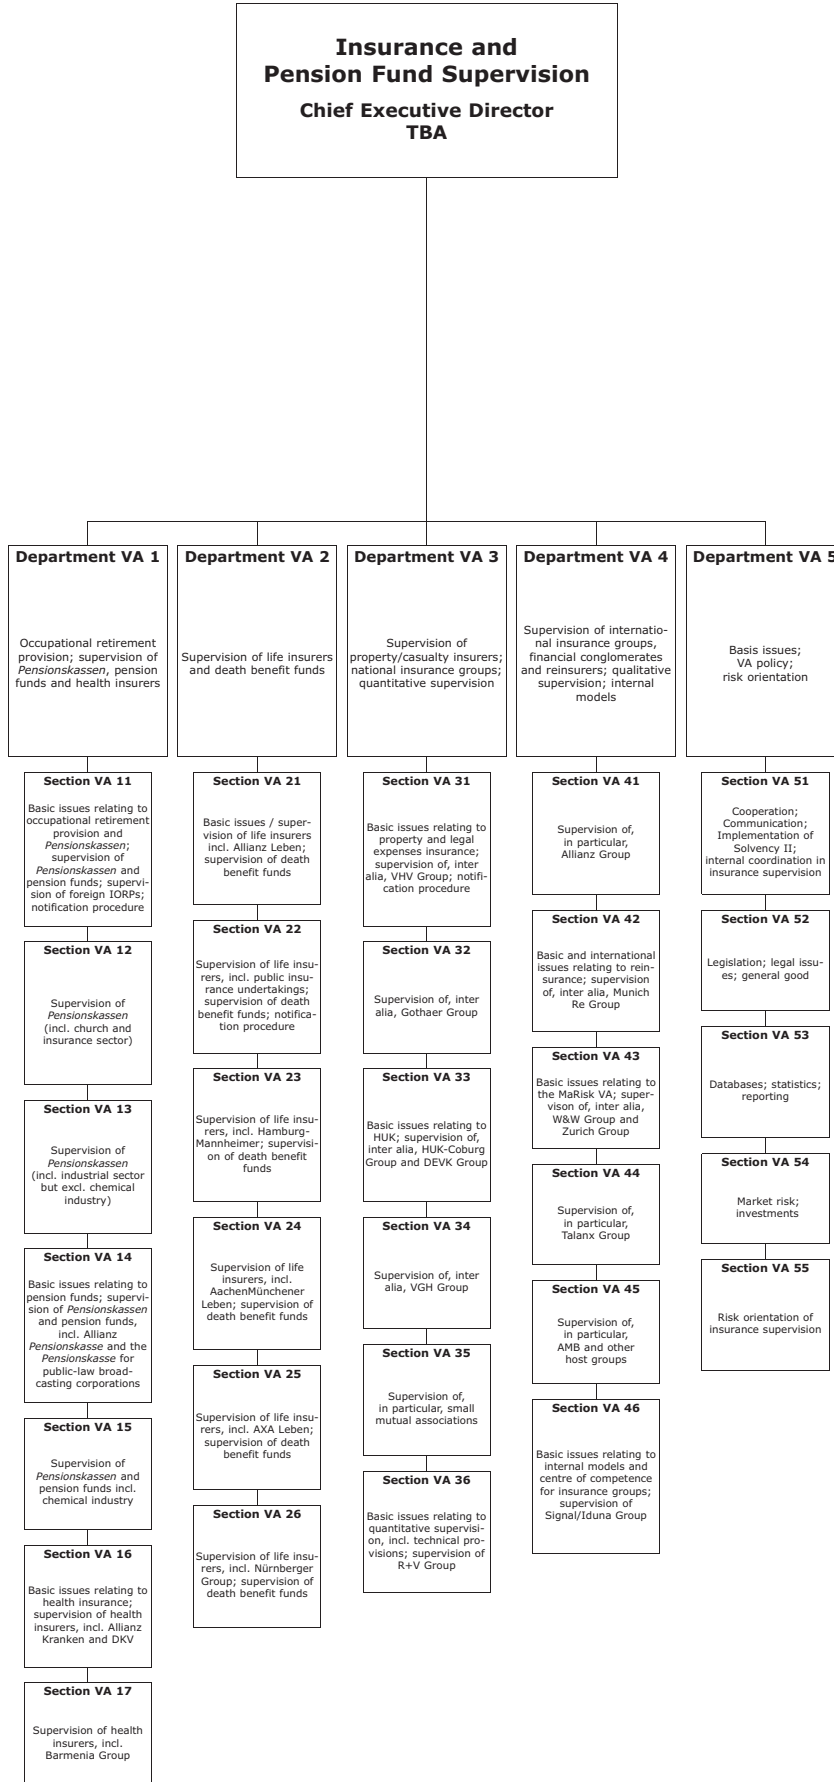 Insurance and
Pension Fund Supervision
Chief Executive Director
TBA
Department VA 1
Occupational retirement
provision; supervision of
Pensionskassen, pension
funds and health insurers
Section VA 11
Basic issues relating to
occupational retirement
provision and
Pensionskassen;
supervision of
Pensionskassen and
pension funds; supervi-
sion of foreign IORPs;
notification procedure
Section VA 12
Supervision of
Pensionskassen
(incl. church and
insurance sector)
Section VA 13
Supervision of
Pensionskassen
(incl. industrial sector
but excl. chemical
industry)
Section VA 14
Basic issues relating to
pension funds; supervi-
sion of Pensionskassen
and pension funds,
incl. Allianz
Pensionskasse and the
Pensionskasse for
public-law broad-
casting corporations
Section VA 15
Supervision of
Pensionskassen and
pension funds incl.
chemical industry
Section VA 16
Basic issues relating to
health insurance;
supervision of health
insurers, incl. Allianz
Kranken and DKV
Section VA 17
Supervision of health
insurers, incl.
Barmenia Group
Department VA 2
Supervision of life insurers
and death benefit funds
Section VA 21
Basic issues / super-
vision of life insurers
incl. Allianz Leben;
supervision of death
benefit funds
Section VA 22
Supervision of life insu-
rers, incl. public insu-
rance undertakings;
supervision of death
benefit funds; notifica-
tion procedure
Section VA 23
Supervision of life insu-
rers, incl. Hamburg-
Mannheimer; supervisi-
on of death benefit
funds
Section VA 24
Supervision of life
insurers, incl.
AachenMünchener
Leben; supervision of
death benefit funds
Section VA 25
Supervision of life insu-
rers, incl. AXA Leben;
supervision of death
benefit funds
Section VA 26
Supervision of life insu-
rers, incl. Nürnberger
Group; supervision of
death benefit funds
Department VA 3
Supervision of
property/casualty insurers;
national insurance groups;
quantitative supervision
Section VA 31
Basic issues relating to
property and legal
expenses insurance;
supervision of, inter
alia, VHV Group; notifi-
cation procedure
Section VA 32
Supervision of, inter
alia, Gothaer Group
Section VA 33
Basic issues relating to
HUK; supervision of,
inter alia, HUK-Coburg
Group and DEVK Group
Section VA 34
Supervision of, inter
alia, VGH Group
Section VA 35
Supervision of,
in particular, small
mutual associations
Section VA 36
Basic issues relating to
quantitative supervisi-
on, incl. technical pro-
visions; supervision of
R+V Group
Department VA 4
Supervision of internatio-
nal insurance groups,
financial conglomerates
and reinsurers; qualitative
supervision; internal
models
Section VA 41
Supervision of,
in particular,
Allianz Group
Section VA 42
Basic and international
issues relating to rein-
surance; supervision
of, inter alia, Munich
Re Group
Section VA 43
Basic issues relating to
the MaRisk VA; super-
vison of, inter alia,
W&W Group and
Zurich Group
Section VA 44
Supervision of,
in particular,
Talanx Group
Section VA 45
Supervision of,
in particular,
AMB and other
host groups
Section VA 46
Basic issues relating to
internal models and
centre of competence
for insurance groups;
supervision of
Signal/Iduna Group
Department VA 5
Basis issues;
VA policy;
risk orientation
Section VA 51
Cooperation;
Communication;
Implementation of
Solvency II;
internal coordination in
insurance supervision
Section VA 52
Legislation; legal issu-
es; general good
Section VA 53
Databases; statistics;
reporting
Section VA 54
Market risk;
investments
Section VA 55
Risk orientation of
insurance supervision